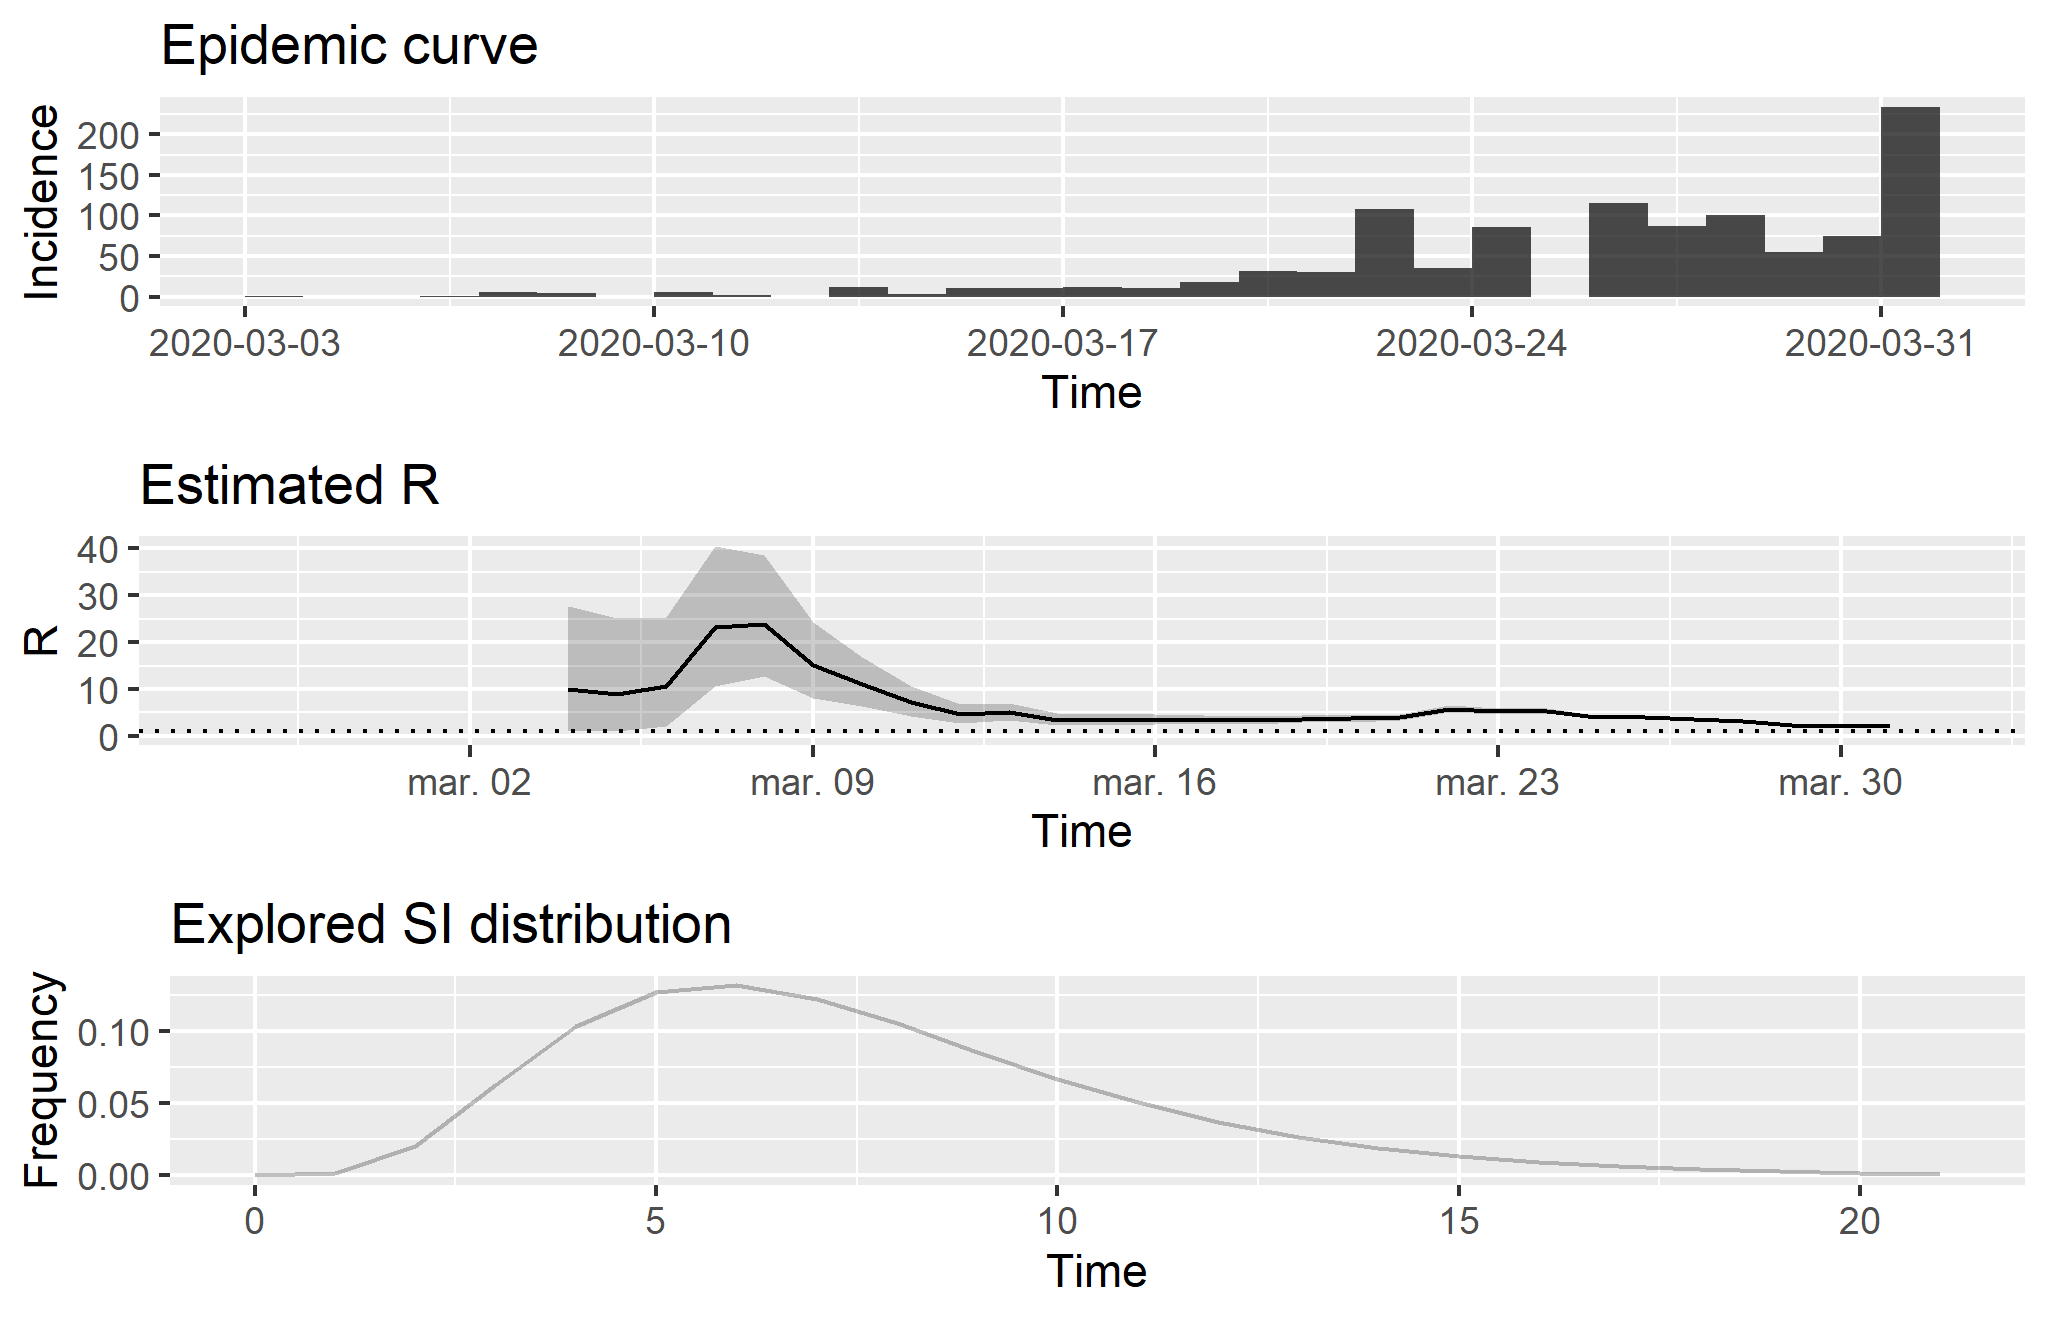 Epidemic curve
Incidence
200
150
100
50
0
2020-03-03 2020-03-10 2020-03-17 2020-03-24 2020-03-31
Time
Estimated R
R
40
30
20
10
0
mar. 02 mar. 09 mar. 16 mar. 23 mar. 30
Time
Explored SI distribution
Frequency
0.10
0.05
0.00
0 5 10 15 20
Time